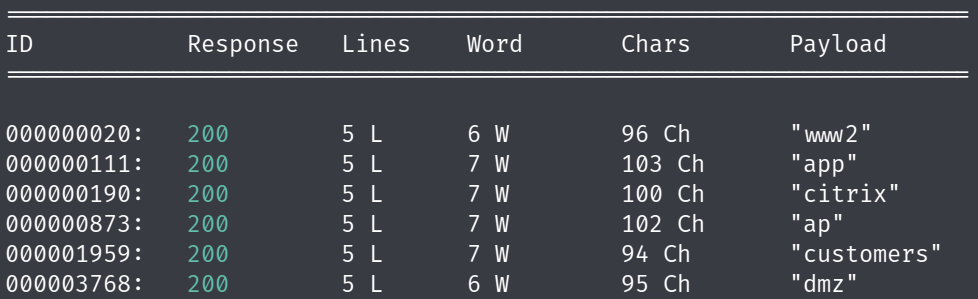 ID Response Lines Word Chars Payload
000000020: 200 5 L 6 W 96 Ch "www2"
000000111: 200 5 L 7 W 103 Ch "app"
000000190: 200 5 L 7 W 100 Ch "citrix"
000000873: 200 5 L 7 W 102 Ch "ap"
000001959: 200 5 L 7 W 94 Ch "customers"
000003768: 200 5 L 6 W 95 Ch "dmz"